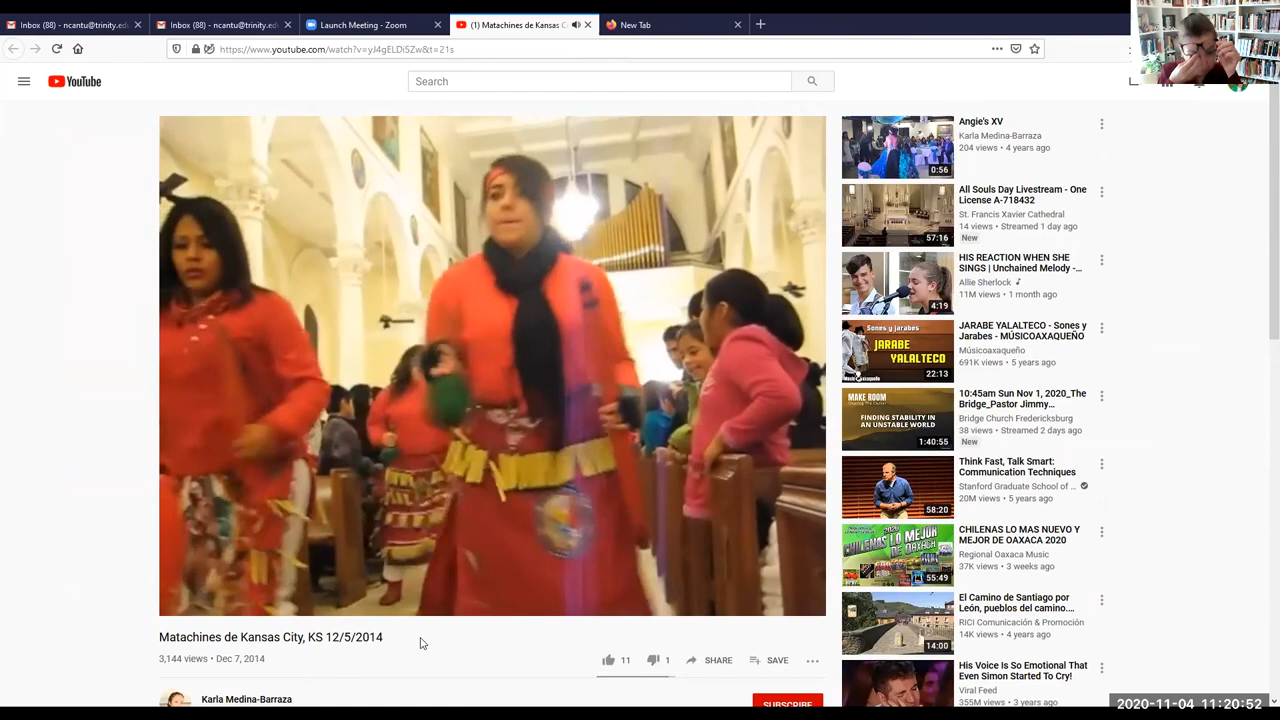 Inbox (88) - ncantu@trinity.ed
Inbox (88) - ncantu@trinity.edu
Launch Meeting - Zoom
(1) Matachines de Kansas C
New Tab
https://www.youtube.com/watch?v=yJ4gELDi5Zw&t=21s
YouTube
Search
Matachines de Kansas City, KS 12/5/2014
3,144 views • Dec 7, 2014
11
1
SHARE
SAVE
Karla Medina-Barraza
SUBSCRIBE
0:56
Angie's XV
Karla Medina-Barraza
204 views • 4 years ago
57:16
All Souls Day Livestream - One
License A-718432
St. Francis Xavier Cathedral
14 views • Streamed 1 day ago
New
4:19
HIS REACTION WHEN SHE
SINGS | Unchained Melody -...
Allie Sherlock
11M views • 1 month ago
Sones y jarabes
JARABE
YALALTECO
22:13
JARABE YALALTECO - Sones y
Jarabes - MÚSICOAXAQUEÑO
Músicoaxaqueño
691K views • 5 years ago
MAKE ROOM
FINDING STABILITY IN
AN UNSTABLE WORLD
1:40:55
10:45am Sun Nov 1, 2020_The
Bridge_Pastor Jimmy...
Bridge Church Fredericksburg
38 views • Streamed 2 days ago
New
58:20
Think Fast, Talk Smart:
Communication Techniques
Stanford Graduate School of ...
20M views • 5 years ago
2020
CHILENAS LO MEJOR
DE OAXACA
55:49
CHILENAS LO MAS NUEVO Y
MEJOR DE OAXACA 2020
Regional Oaxaca Music
37K views • 3 weeks ago
14:00
El Camino de Santiago por
León, pueblos del camino....
RICI Comunicación & Promoción
14K views • 4 years ago
His Voice Is So Emotional That
Even Simon Started To Cry!
Viral Feed
355M views • 3 years ago
2020-11-04 11:20:52